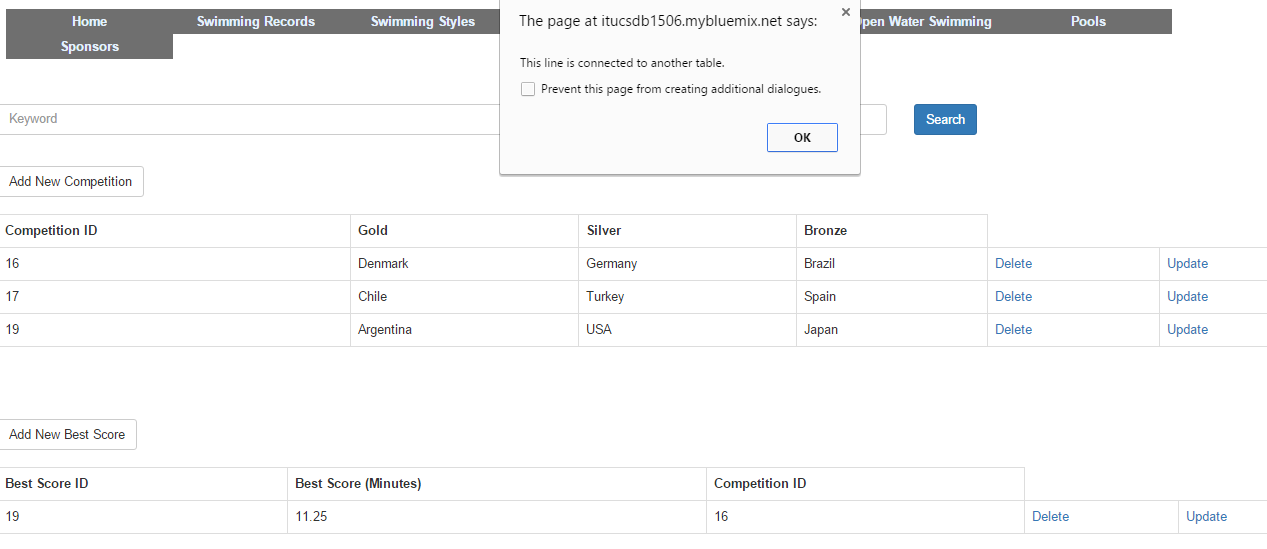 Home Swimming Records Swimming Styles Open Water Swimming Pools
Sponsors
The page at itucsdb1506.mybluemix.net says:
This line is connected to another table.
Prevent this page from creating additional dialogues.
OK
Keyword Search
Add New Competition
Competition ID Gold Silver Bronze
16 Denmark Germany Brazil Delete Update
17 Chile Turkey Spain Delete Update
19 Argentina USA Japan Delete Update
Add New Best Score
Best Score ID Best Score (Minutes) Competition ID
19 11.25 16 Delete Update